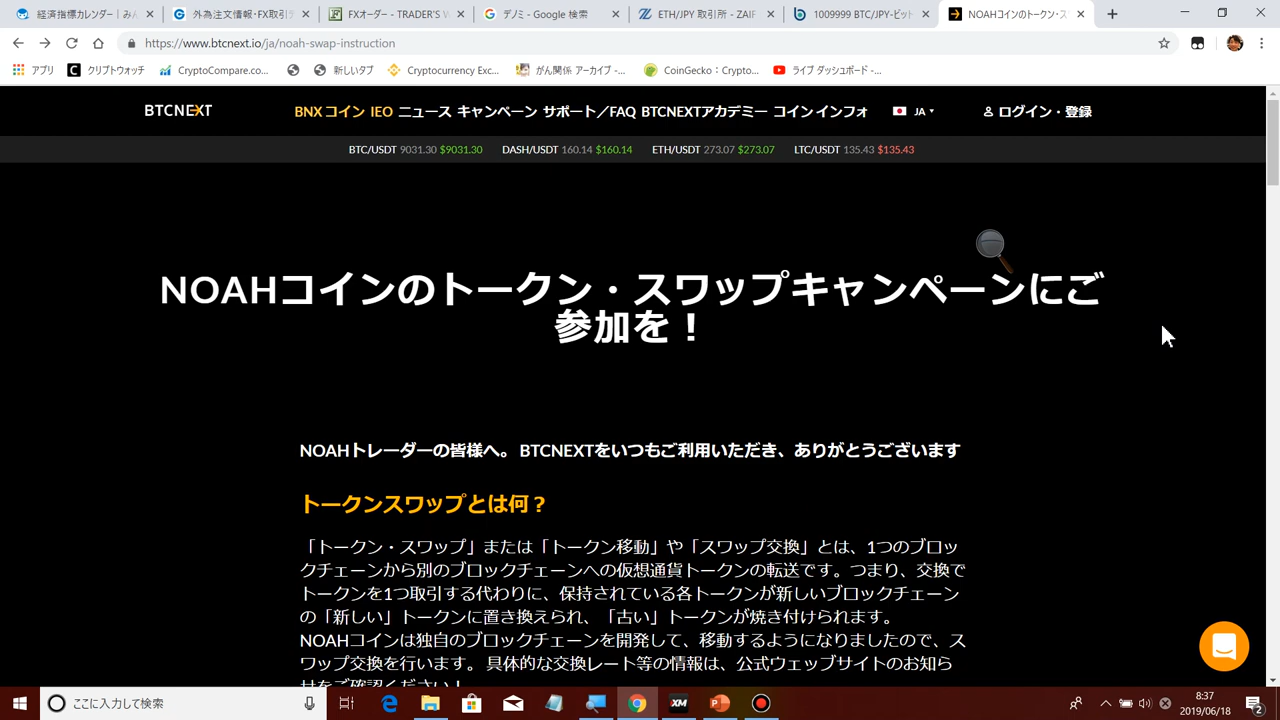 経済指標カレンダー | みん
外為注文情報-FX取引デ
FXオーダー - TRADER'S W
デノミ - Google 検索
ETH/JPY 取引所 - ZAIF
1009999 BTC/JPY-ビット
NOAHコインのトークン・ス
https://www.btcnext.io/ja/noah-swap-instruction
アプリ クリプトウォッチ CryptoCompare.co... 新しいタブ Cryptocurrency Exc... がん関係 アーカイブ -... CoinGecko：Crypto... ライブ ダッシュボード -...
BTCNEXT BNX コイン IEO ニュース キャンペーン サポート／FAQ BTCNEXTアカデミー コイン インフォ JA ログイン・登録
BTC/USDT 9031.30 $9031.30 DASH/USDT 160.14 $160.14 ETH/USDT 273.07 $273.07 LTC/USDT 135.43 $135.43
NOAHコインのトークン・スワップキャンペーンにご
参加を！
NOAHトレーダーの皆様へ。 BTCNEXTをいつもご利用いただき、ありがとうございます
トークンスワップとは何？
「トークン・スワップ」または「トークン移動」や「スワップ交換」とは、1つのブロッ
クチェーンから別のブロックチェーンへの仮想通貨トークンの転送です。つまり、交換で
トークンを1つ取引する代わりに、保持されている各トークンが新しいブロックチェーン
の「新しい」トークンに置き換えられ、「古い」トークンが焼き付けられます。
NOAHコインは独自のブロックチェーンを開発して、移動するようになりましたので、ス
ワップ交換を行います。 具体的な交換レート等の情報は、公式ウェッブサイトのお知ら
せをご確認ください！
ここに入力して検索
XM
8:37
2019/06/18
2